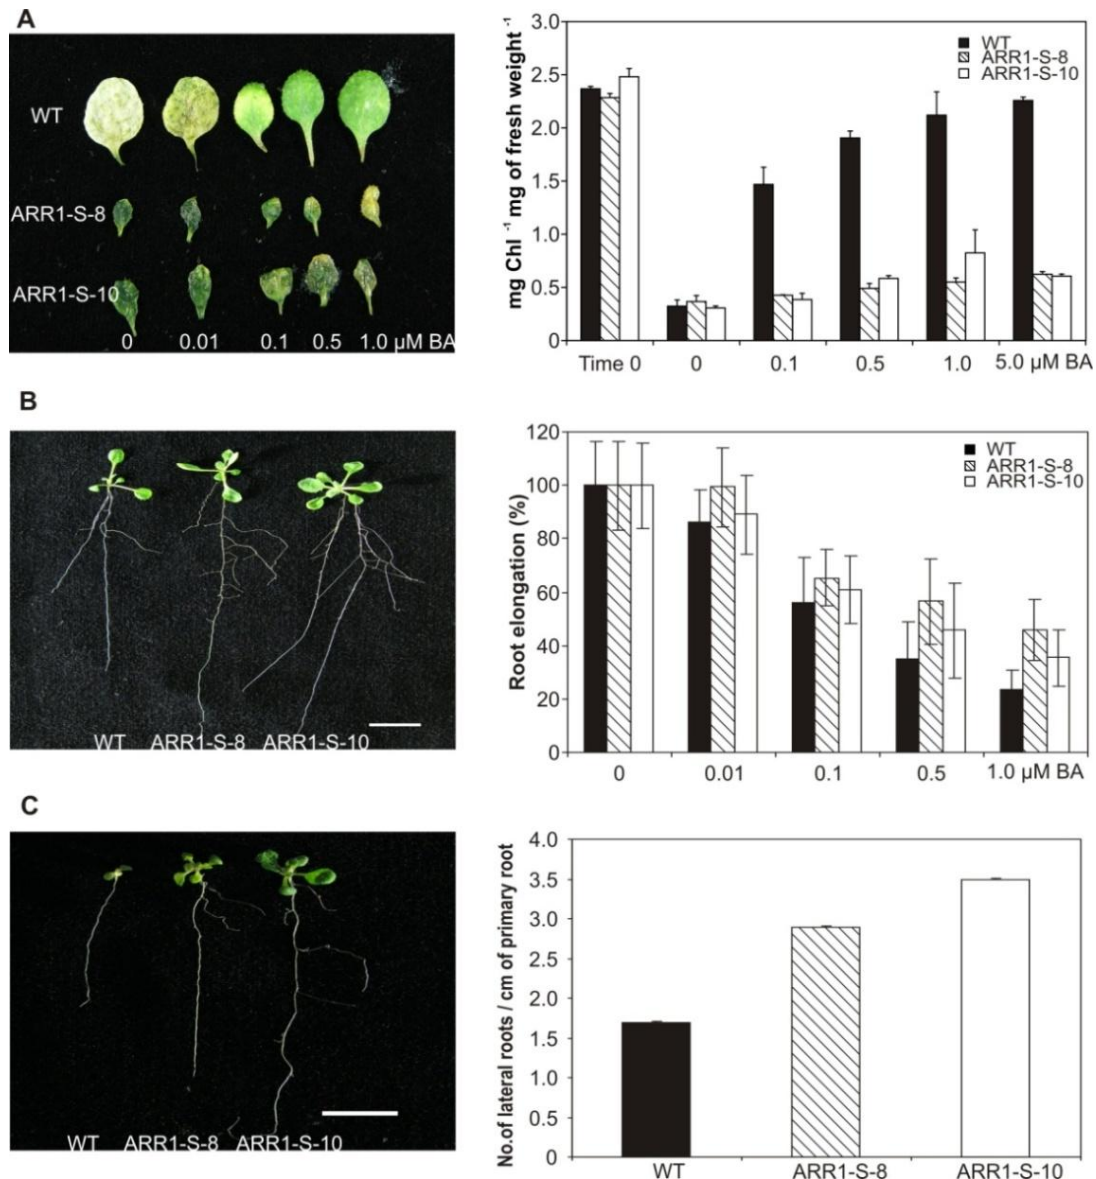 A
WT
ARR1-S-8
ARR1-S-10
0 0.01 0.1 0.5 1.0 µM BA
mg Chl -1 mg of fresh weight -1
3.0
2.5
2.0
1.5
1.0
0.5
0
WT
ARR1-S-8
ARR1-S-10
Time 0 0 0.1 0.5 1.0 5.0 µM BA
B
WT ARR1-S-8 ARR1-S-10
Root elongation (%)
120
100
80
60
40
20
0
WT
ARR1-S-8
ARR1-S-10
0 0.01 0.1 0.5 1.0 µM BA
C
WT ARR1-S-8 ARR1-S-10
No.of lateral roots / cm of primary root
4.0
3.5
3.0
2.5
2.0
1.5
1.0
0.5
0
WT ARR1-S-8 ARR1-S-10